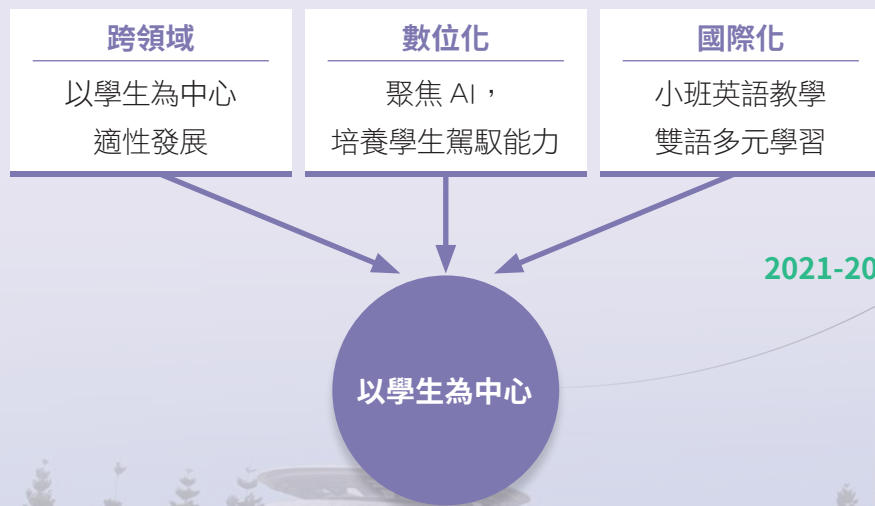 跨領域
以學生為中心
適性發展
數位化
聚焦 AI，
培養學生駕馭能力
國際化
小班英語教學
雙語多元學習
2021-20
以學生為中心